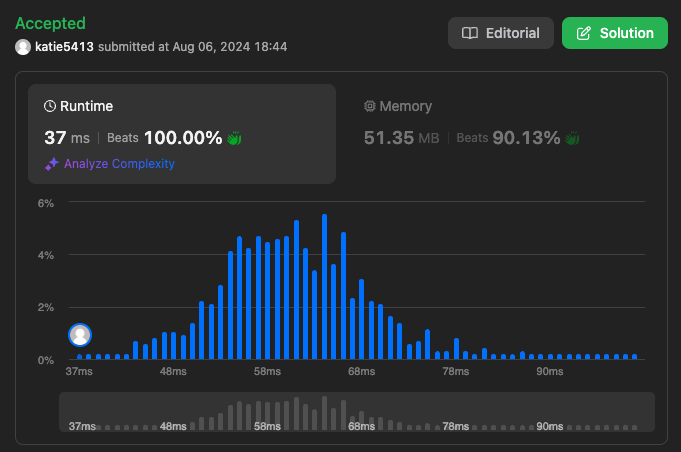 Accepted
katie5413 submitted at Aug 06, 2024 18:44
Editorial
Solution
Runtime
37 ms | Beats 100.00%
Analyze Complexity
Memory
51.35 MB | Beats 90.13%
6%
4%
2%
0%
37ms 48ms 58ms 68ms 78ms 90ms
37ms 48ms 58ms 68ms 78ms 90ms